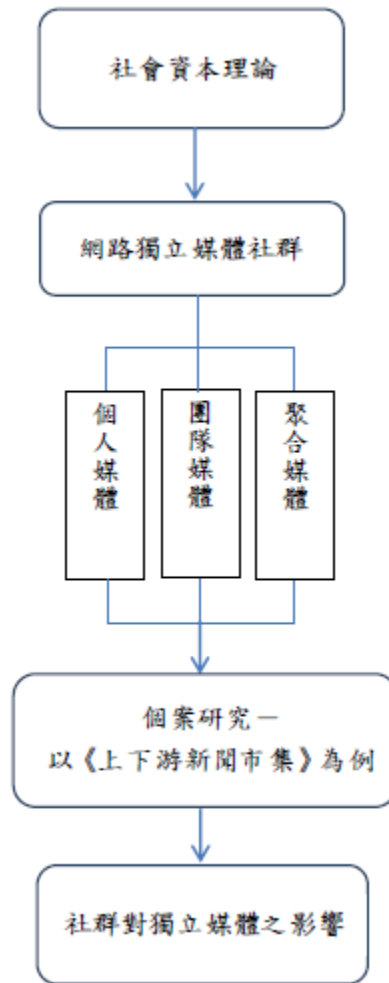 社會資本理論
網路獨立媒體社群
個人媒體
團隊媒體
聚合媒體
個案研究－
以《上下游新聞市集》為例
社群對獨立媒體之影響